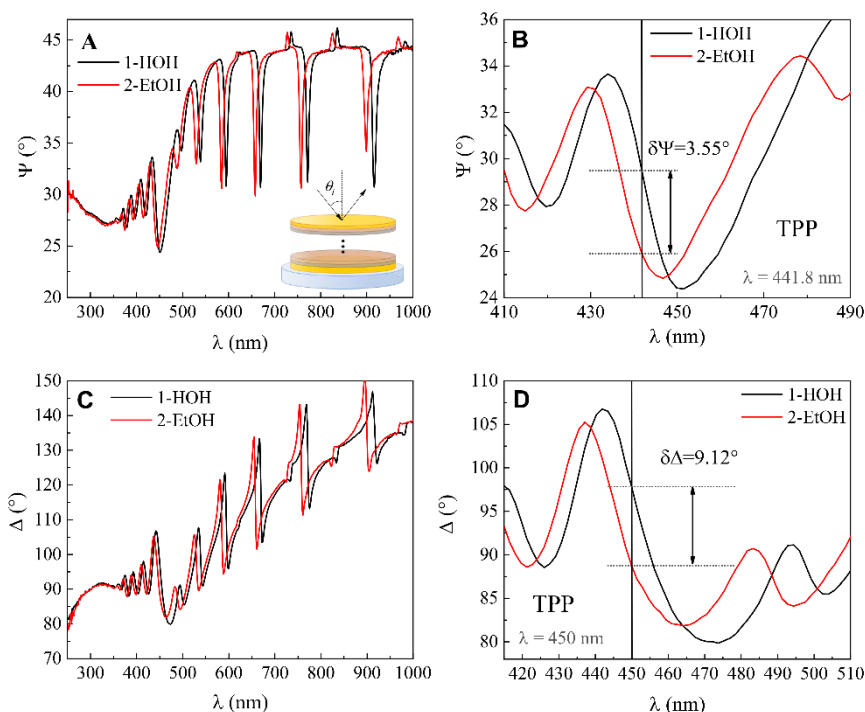 A
1-HOH
2-EtOH
θi
Ψ (°)
45
40
35
30
25
20
300 400 500 600 700 800 900 1000
λ (nm)
B
1-HOH
2-EtOH
δΨ=3.55°
TPP
λ = 441.8 nm
Ψ (°)
36
34
32
30
28
26
24
410 430 450 470 490
λ (nm)
C
1-HOH
2-EtOH
Δ (°)
150
140
130
120
110
100
90
80
70
300 400 500 600 700 800 900 1000
λ (nm)
D
1-HOH
2-EtOH
δΔ=9.12°
TPP
λ = 450 nm
Δ (°)
110
105
100
95
90
85
80
420 430 440 450 460 470 480 490 500 510
λ (nm)